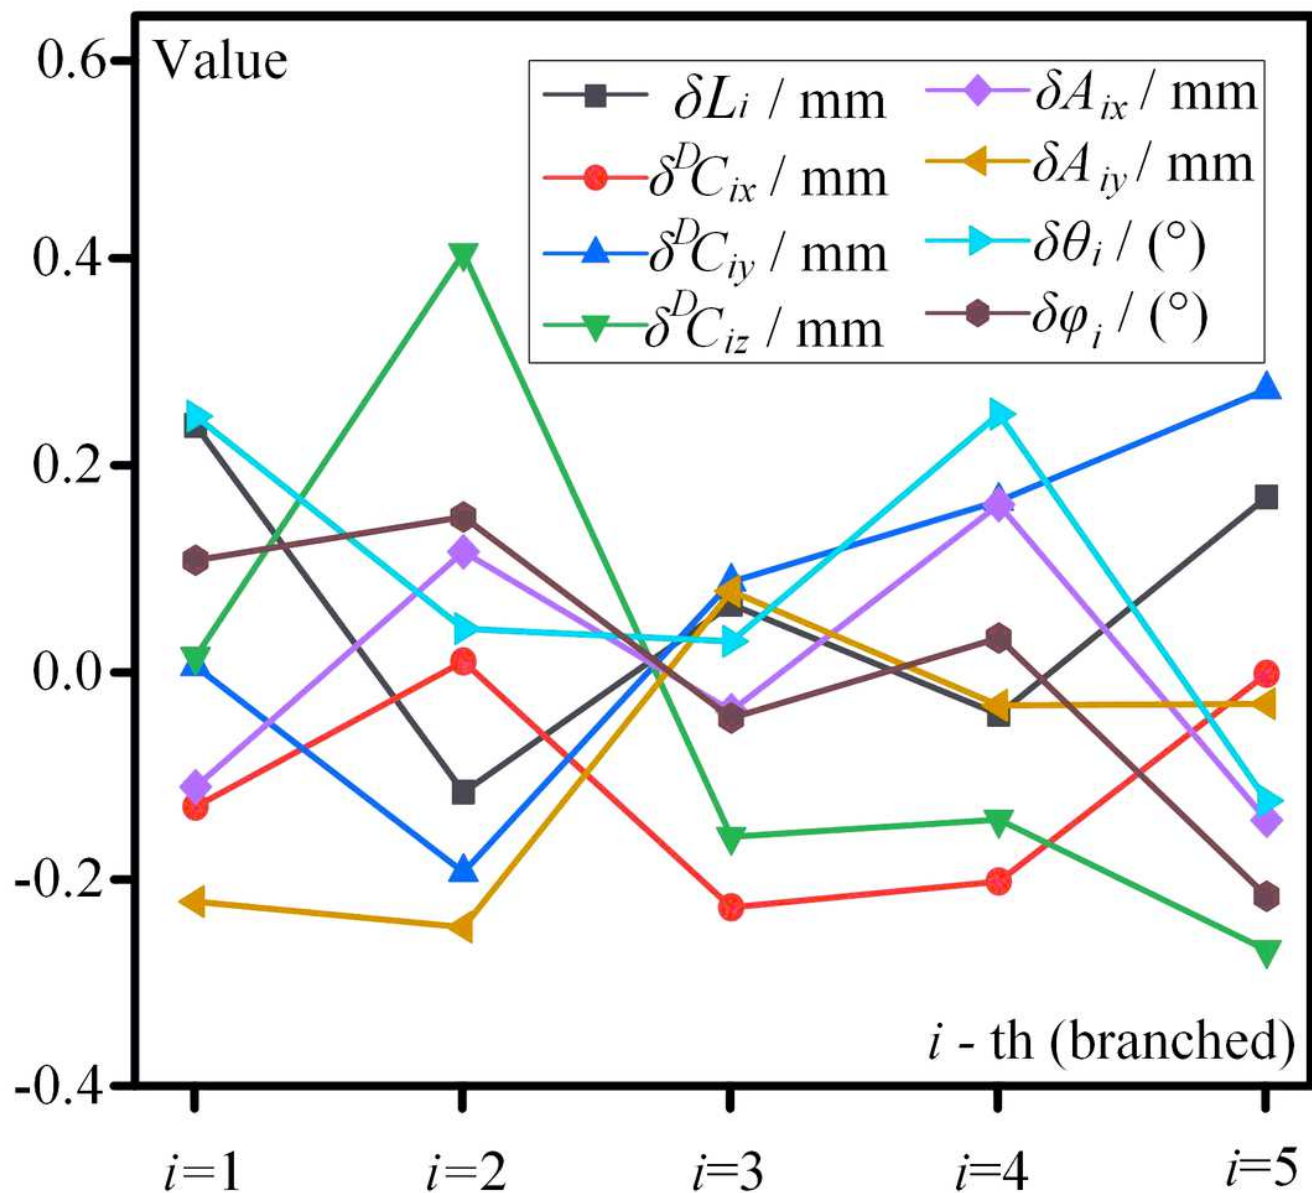 Value
0.6
0.4
0.2
0.0
-0.2
-0.4
δLi / mm
δᴰCix / mm
δᴰCiy / mm
δᴰCiz / mm
δAix / mm
δAiy / mm
δθi / (°)
δφi / (°)
i - th (branched)
i=1 i=2 i=3 i=4 i=5